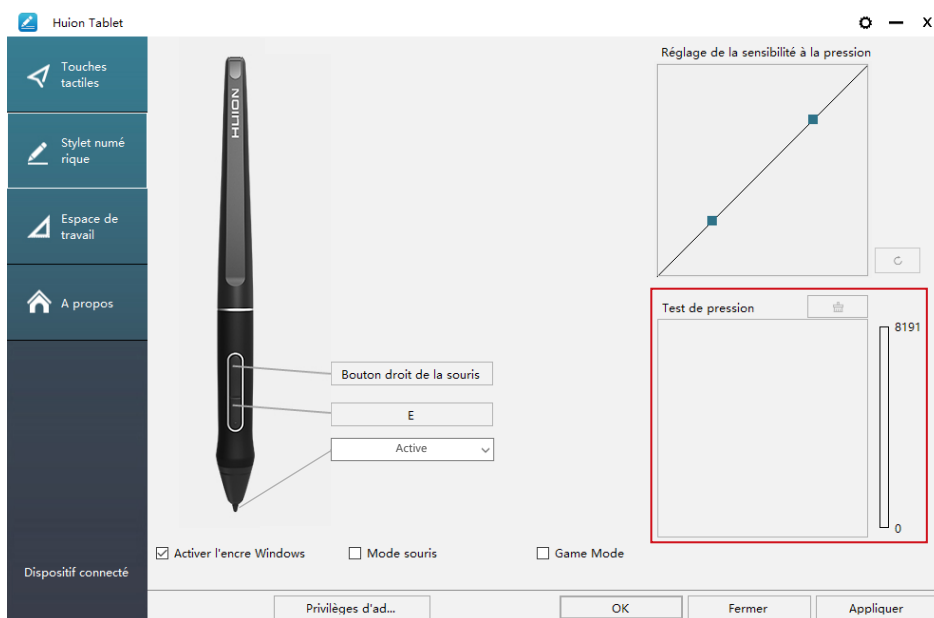 Huion Tablet
Touches
tactiles
Stylet numé
rique
Espace de
travail
A propos
Dispositif connecté
HUION
Bouton droit de la souris
E
Active
Réglage de la sensibilité à la pression
Test de pression
8191
0
Activer l'encre Windows
Mode souris
Game Mode
Privilèges d'ad...
OK
Fermer
Appliquer